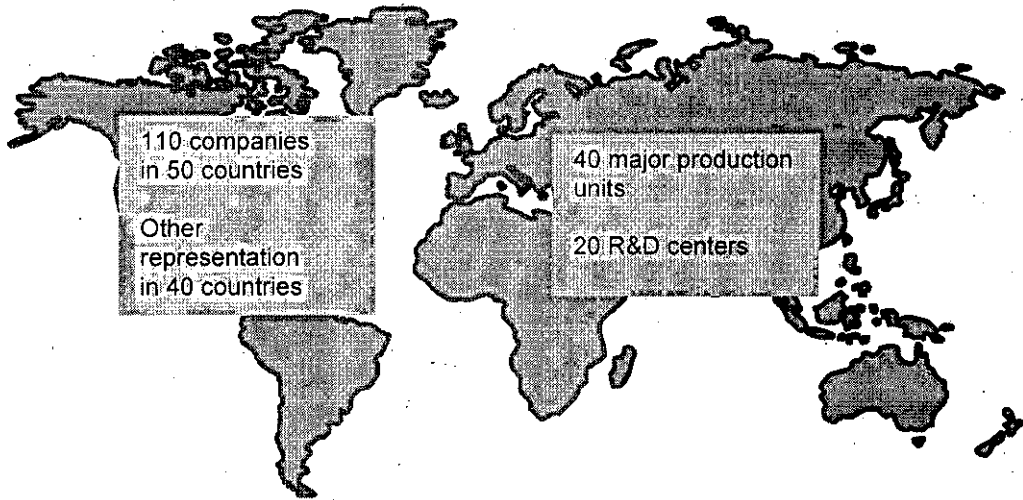 110 companies
in 50 countries
Other
representation
in 40 countries
40 major production
units
20 R&D centers